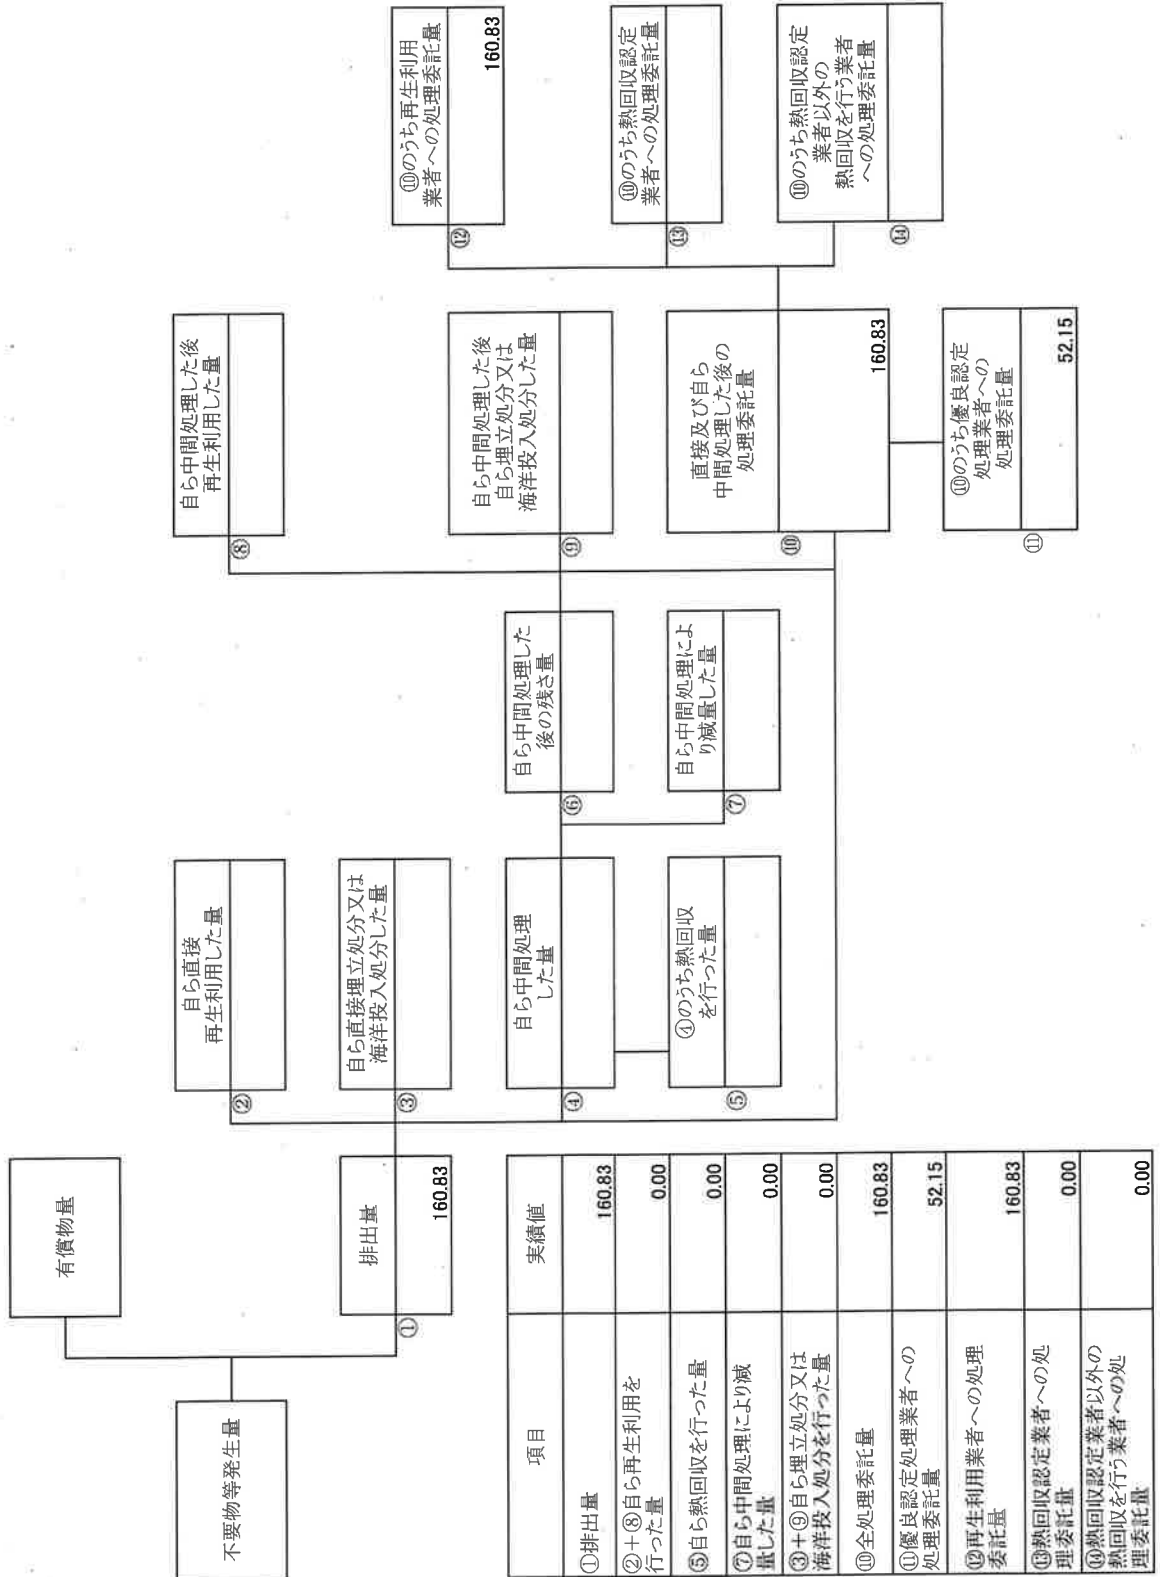 不要物等発生量
有償物量
排出量
①
160.83
自ら直接
再生利用した量
②
自ら直接埋立処分又は
海洋投入処分した量
③
自ら中間処理
した量
④
④のうち熱回収
を行った量
⑤
自ら中間処理した
後の残さ量
⑥
自ら中間処理によ
り減量した量
⑦
自ら中間処理した後
再生利用した量
⑧
自ら中間処理した後
自ら埋立処分又は
海洋投入処分した量
⑨
直接及び自ら
中間処理した後の
処理委託量
⑩
160.83
⑩のうち優良認定
処理業者への
処理委託量
⑪
52.15
⑩のうち再生利用
業者への処理委託量
⑫
160.83
⑩のうち熱回収認定
業者への処理委託量
⑬
⑩のうち熱回収認定
業者以外の
熱回収を行う業者
への処理委託量
⑭
項目 実績値
①排出量 160.83
②+⑧自ら再生利用を
行った量 0.00
⑤自ら熱回収を行った量 0.00
⑦自ら中間処理により減
量した量 0.00
③+⑨自ら埋立処分又は
海洋投入処分を行った量 0.00
⑩全処理委託量 160.83
⑪優良認定処理業者への
処理委託量 52.15
⑫再生利用業者への処理
委託量 160.83
⑬熱回収認定業者への処
理委託量 0.00
⑭熱回収認定業者以外の
熱回収を行う業者への処
理委託量 0.00